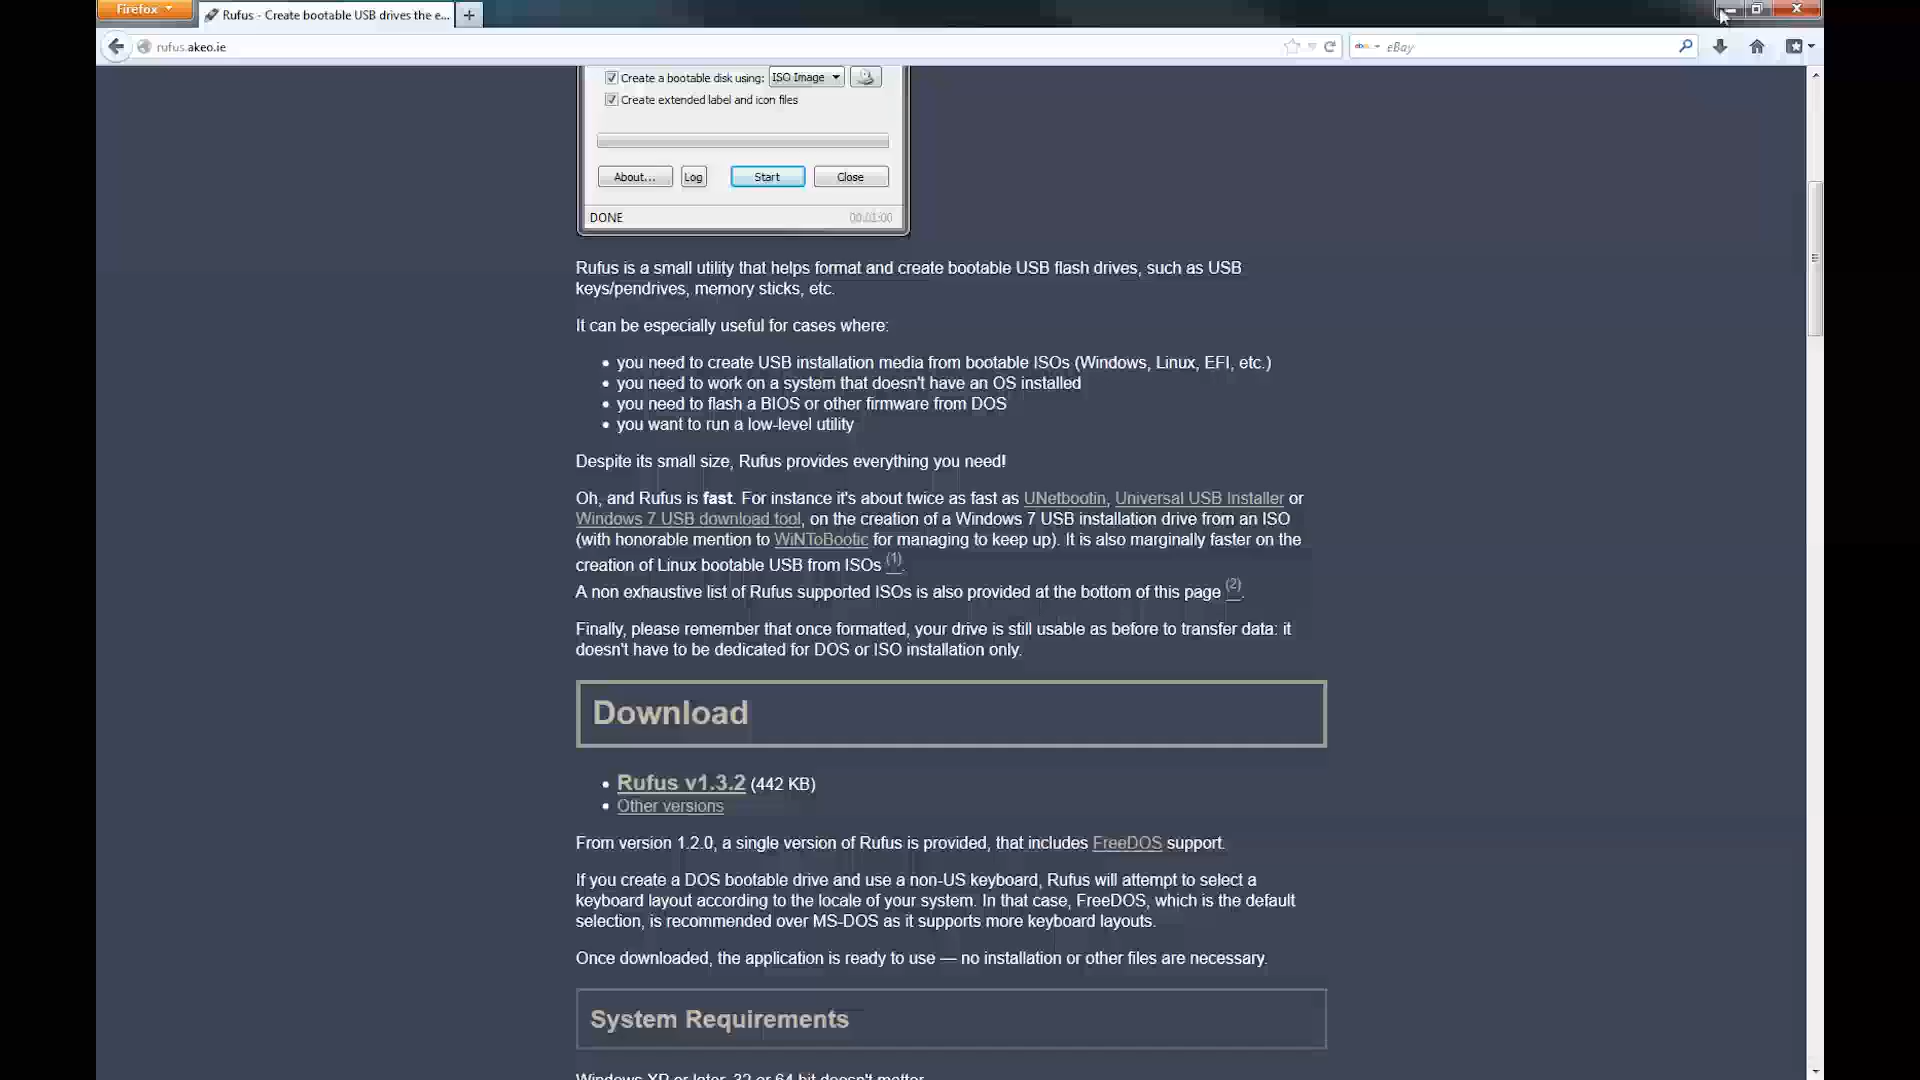 Firefox
Rufus - Create bootable USB drives the e...
rufus.akeo.ie
eBay
Create a bootable disk using: ISO Image
Create extended label and icon files
About... Log Start Close
DONE 00:01:00
Rufus is a small utility that helps format and create bootable USB flash drives, such as USB
keys/pendrives, memory sticks, etc.
It can be especially useful for cases where:
you need to create USB installation media from bootable ISOs (Windows, Linux, EFI, etc.)
you need to work on a system that doesn't have an OS installed
you need to flash a BIOS or other firmware from DOS
you want to run a low-level utility
Despite its small size, Rufus provides everything you need!
Oh, and Rufus is fast. For instance it's about twice as fast as UNetbootin, Universal USB Installer or
Windows 7 USB download tool, on the creation of a Windows 7 USB installation drive from an ISO
(with honorable mention to WiNToBootic for managing to keep up). It is also marginally faster on the
creation of Linux bootable USB from ISOs (1).
A non exhaustive list of Rufus supported ISOs is also provided at the bottom of this page (2).
Finally, please remember that once formatted, your drive is still usable as before to transfer data: it
doesn't have to be dedicated for DOS or ISO installation only.
Download
Rufus v1.3.2 (442 KB)
Other versions
From version 1.2.0, a single version of Rufus is provided, that includes FreeDOS support.
If you create a DOS bootable drive and use a non-US keyboard, Rufus will attempt to select a
keyboard layout according to the locale of your system. In that case, FreeDOS, which is the default
selection, is recommended over MS-DOS as it supports more keyboard layouts.
Once downloaded, the application is ready to use — no installation or other files are necessary.
System Requirements
Windows XP or later, 32 or 64 bit doesn't matter.